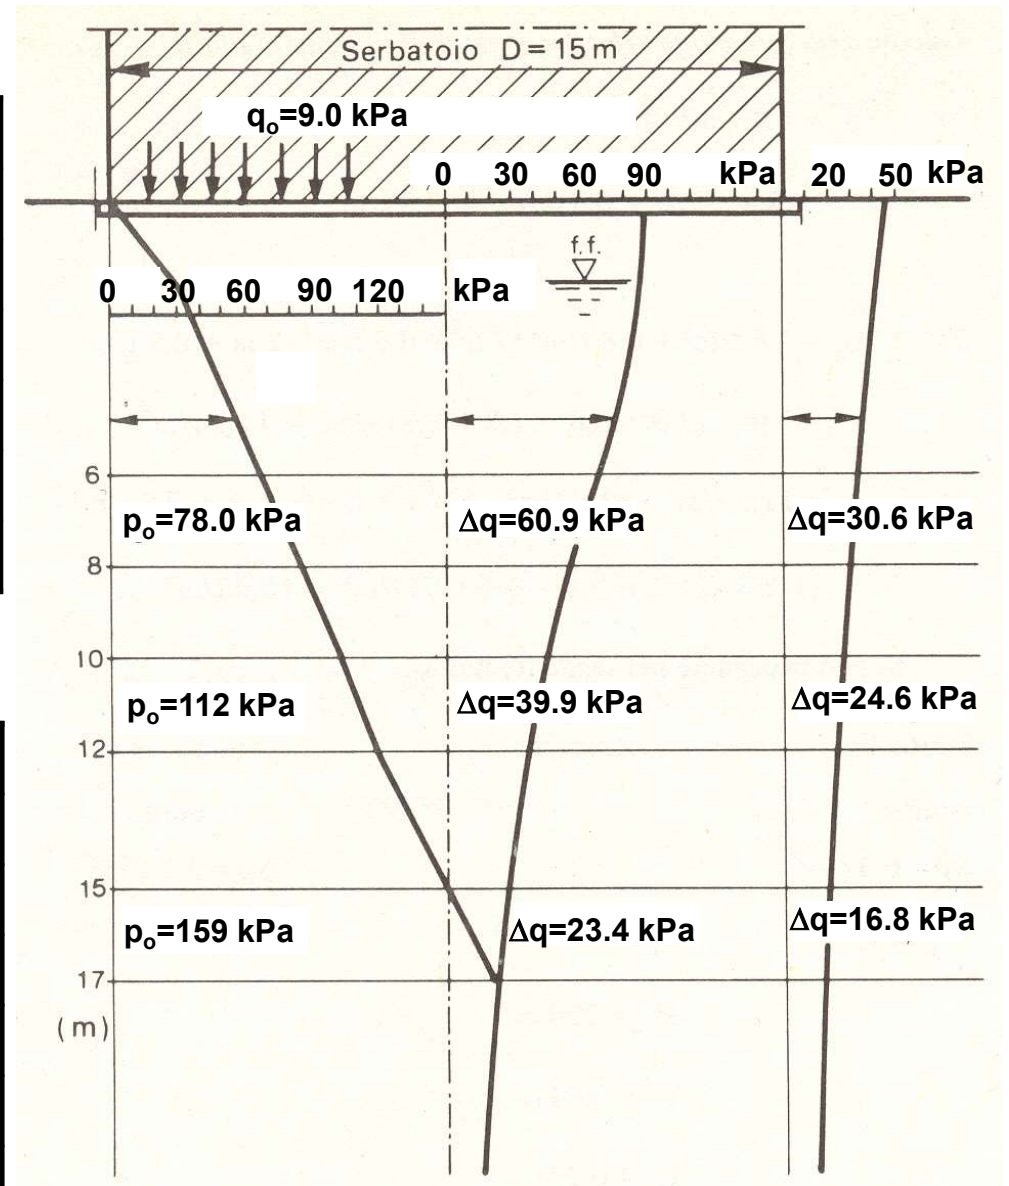 Serbatoio D = 15 m
qo=9.0 kPa
0 30 60 90 kPa 20 50 kPa
f.f.
0 30 60 90 120 kPa
6
po=78.0 kPa Δq=60.9 kPa Δq=30.6 kPa
8
10
po=112 kPa Δq=39.9 kPa Δq=24.6 kPa
12
15
po=159 kPa Δq=23.4 kPa Δq=16.8 kPa
17
(m)